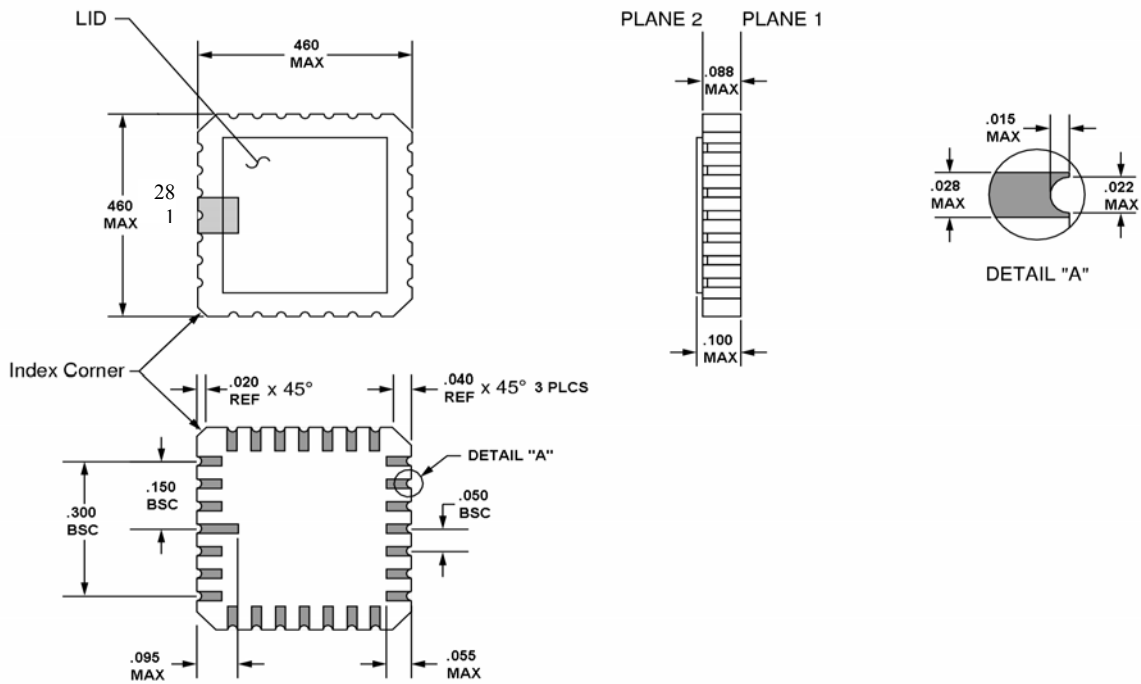 LID
460
MAX
460
MAX
28
1
PLANE 2
PLANE 1
.088
MAX
.100
MAX
.015
MAX
.028
MAX
.022
MAX
DETAIL "A"
Index Corner
.020
REF
x 45°
.040
REF
x 45° 3 PLCS
DETAIL "A"
.150
BSC
.300
BSC
.050
BSC
.095
MAX
.055
MAX